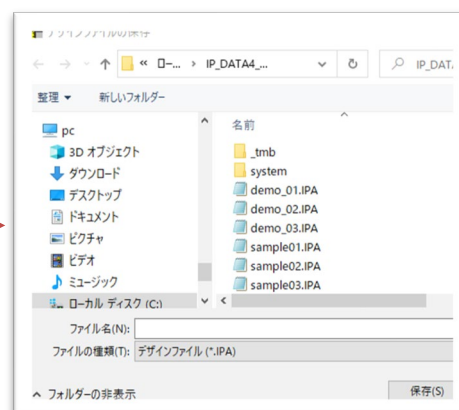 デザインファイルの保存
« ロー... › IP_DATA4_...
IP_DAT
整理
新しいフォルダー
pc
3D オブジェクト
ダウンロード
デスクトップ
ドキュメント
ピクチャ
ビデオ
ミュージック
ローカル ディスク (C:)
名前
_tmb
system
demo_01.IPA
demo_02.IPA
demo_03.IPA
sample01.IPA
sample02.IPA
sample03.IPA
ファイル名(N):
ファイルの種類(T): デザインファイル (*.IPA)
フォルダーの非表示
保存(S)